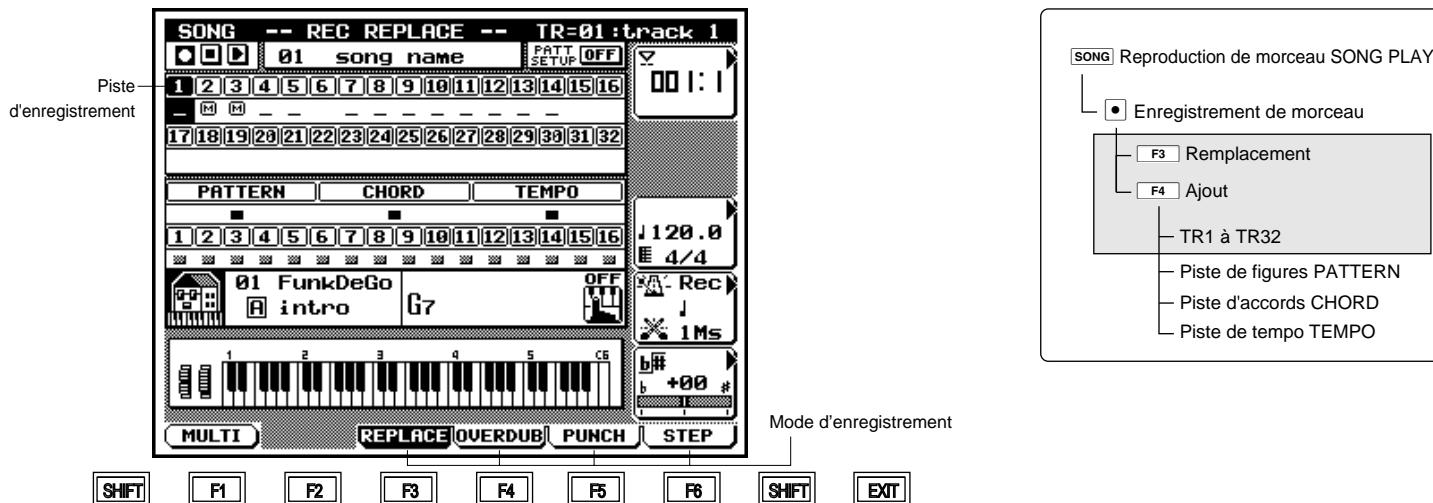 SONG -- REC REPLACE -- TR=01:track 1
01 song name PATT SETUP OFF
001:1
Piste d'enregistrement
1 2 3 4 5 6 7 8 9 10 11 12 13 14 15 16
M M
17 18 19 20 21 22 23 24 25 26 27 28 29 30 31 32
PATTERN CHORD TEMPO
1 2 3 4 5 6 7 8 9 10 11 12 13 14 15 16
♩120.0
4/4
01 FunkDeGo
A intro
G7
OFF
Rec
♩
1Ms
1 2 3 4 5 C6
b#
b +00 #
MULTI REPLACE OVERDUB PUNCH STEP
Mode d'enregistrement
SHIFT F1 F2 F3 F4 F5 F6 SHIFT EXIT
SONG Reproduction de morceau SONG PLAY
Enregistrement de morceau
F3 Remplacement
F4 Ajout
TR1 à TR32
Piste de figures PATTERN
Piste d'accords CHORD
Piste de tempo TEMPO